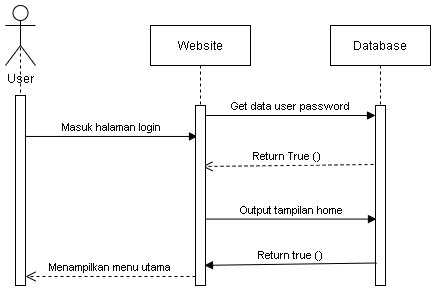 Website
Database
User
Get data user password
Masuk halaman login
Return True ()
Output tampilan home
Return true ()
Menampilkan menu utama